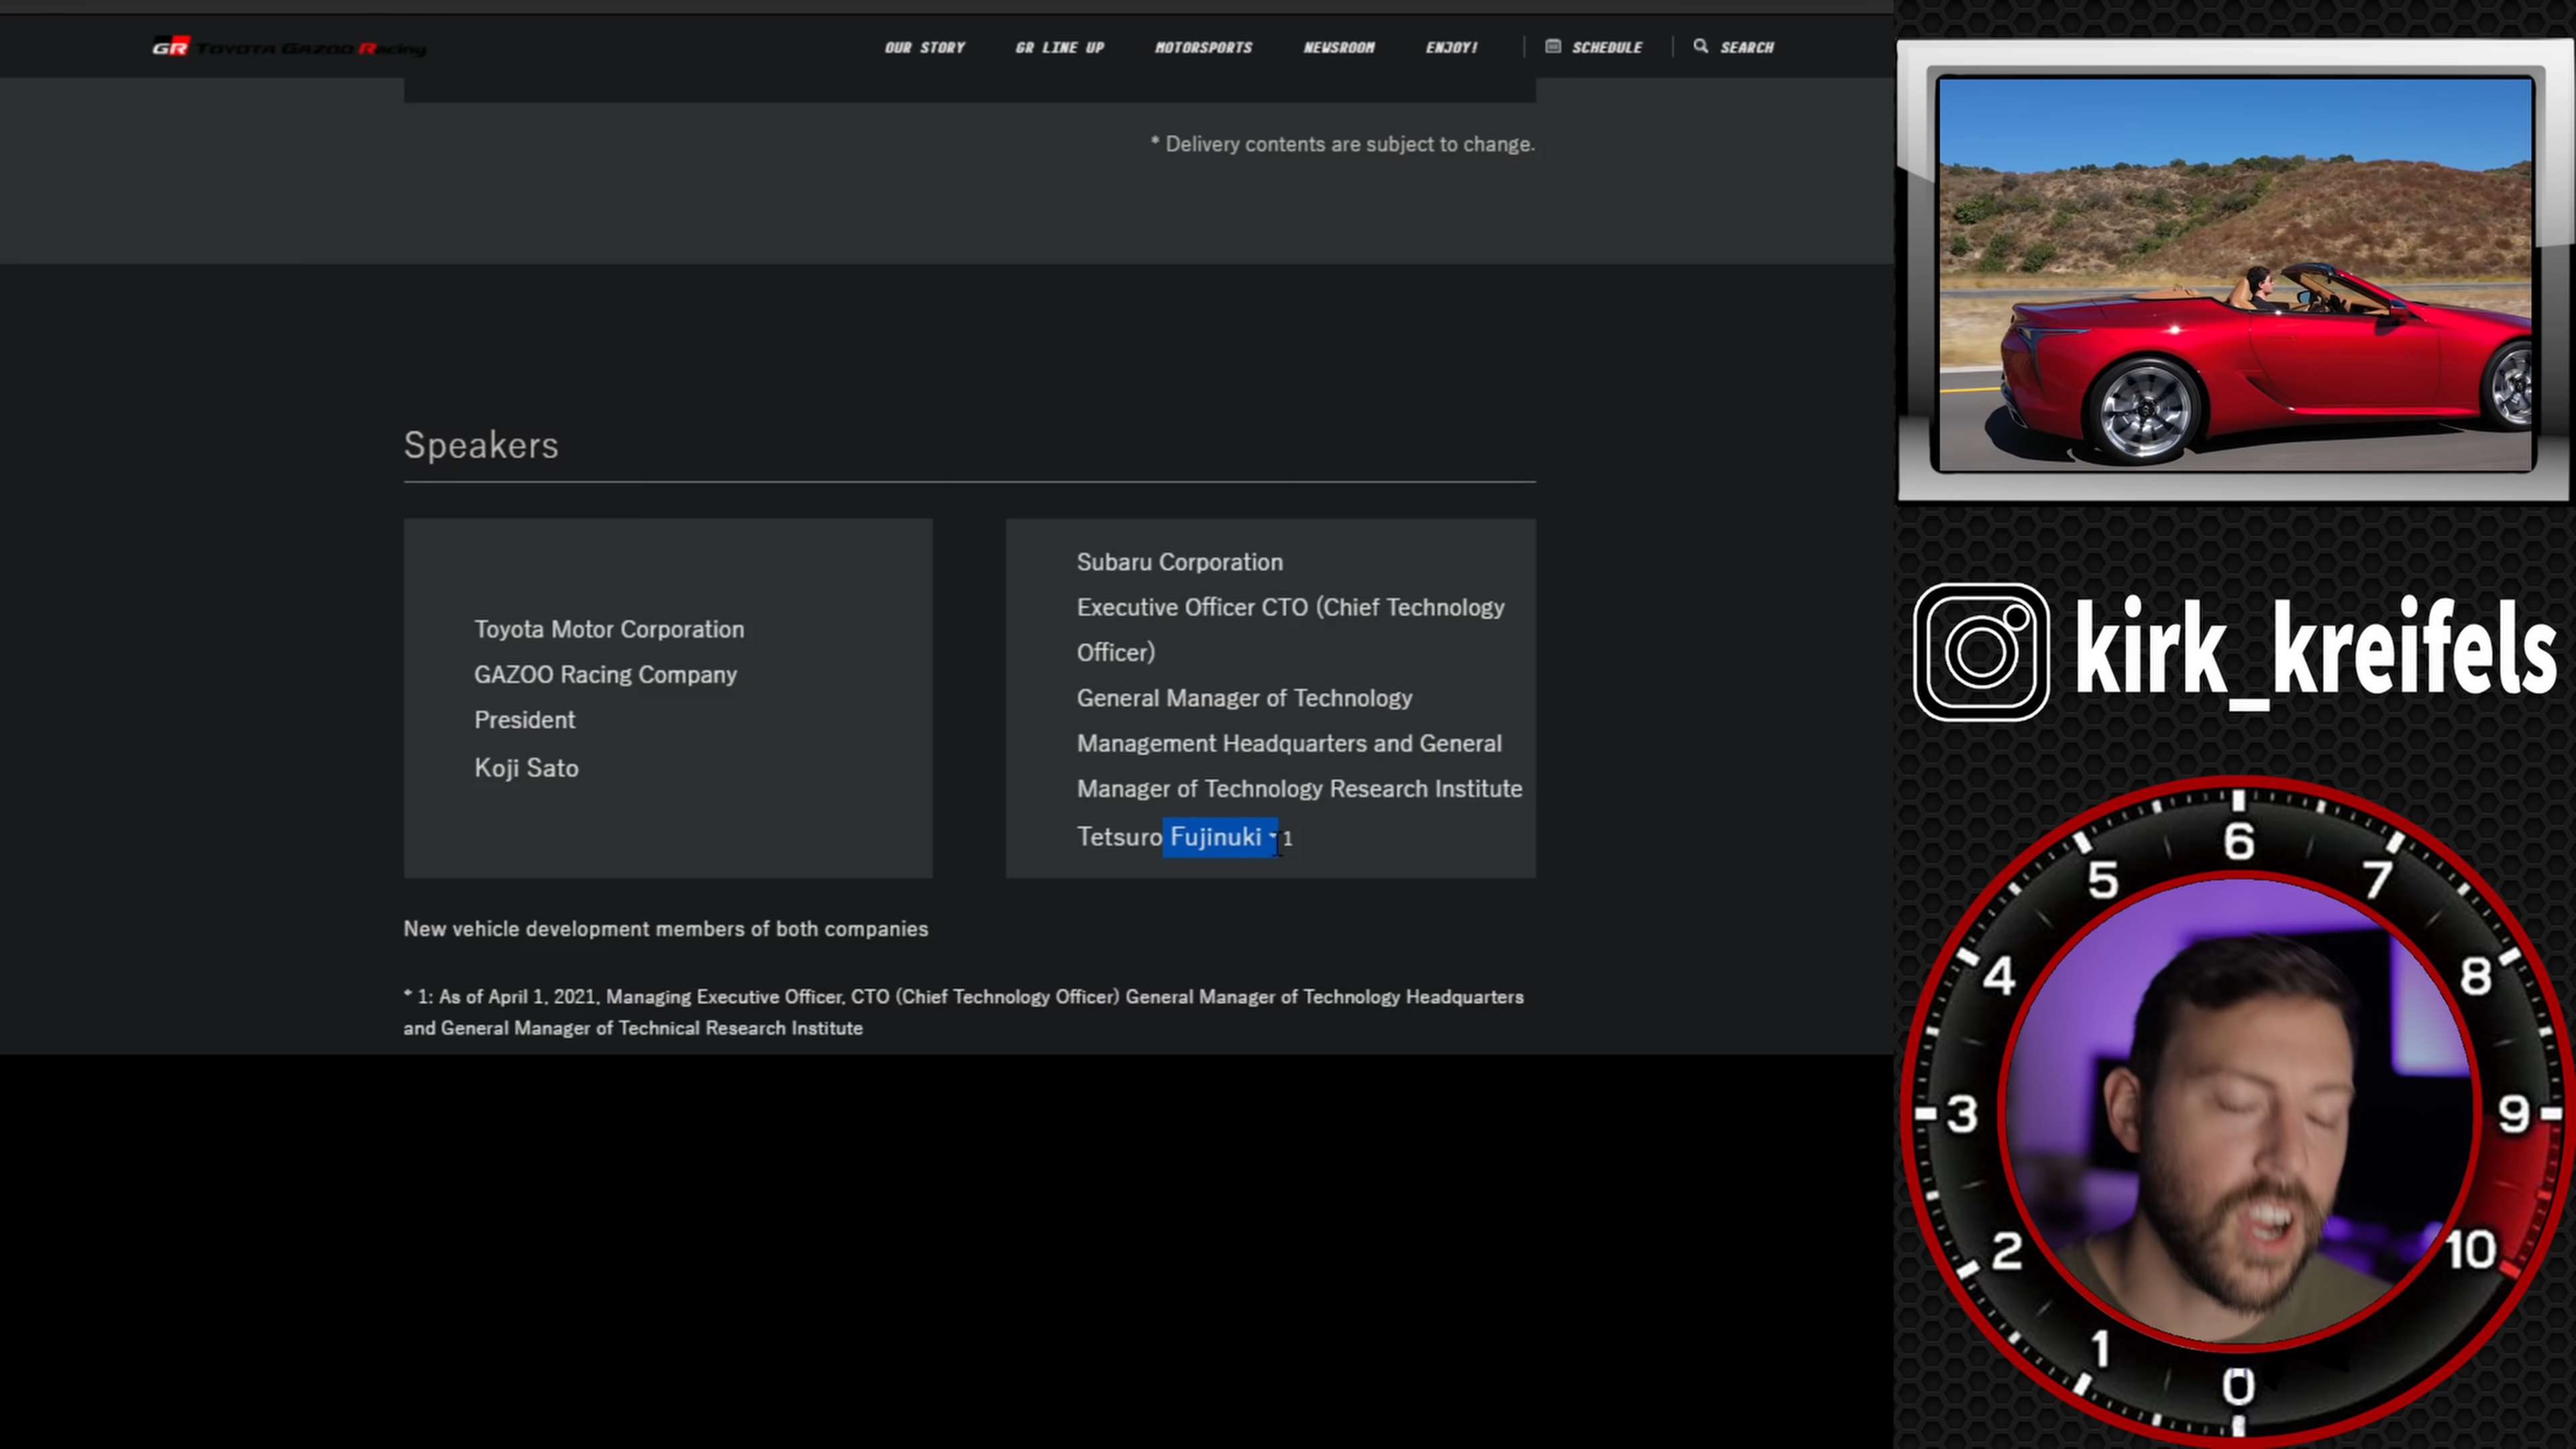 GR TOYOTA GAZOO Racing
OUR STORY
GR LINE UP
MOTORSPORTS
NEWSROOM
ENJOY!
SCHEDULE
SEARCH
* Delivery contents are subject to change.
Speakers
Toyota Motor Corporation
GAZOO Racing Company
President
Koji Sato
Subaru Corporation
Executive Officer CTO (Chief Technology
Officer)
General Manager of Technology
Management Headquarters and General
Manager of Technology Research Institute
Tetsuro Fujinuki *1
New vehicle development members of both companies
* 1: As of April 1, 2021, Managing Executive Officer, CTO (Chief Technology Officer) General Manager of Technology Headquarters
and General Manager of Technical Research Institute
kirk_kreifels
0
1
2
3
4
5
6
7
8
9
10